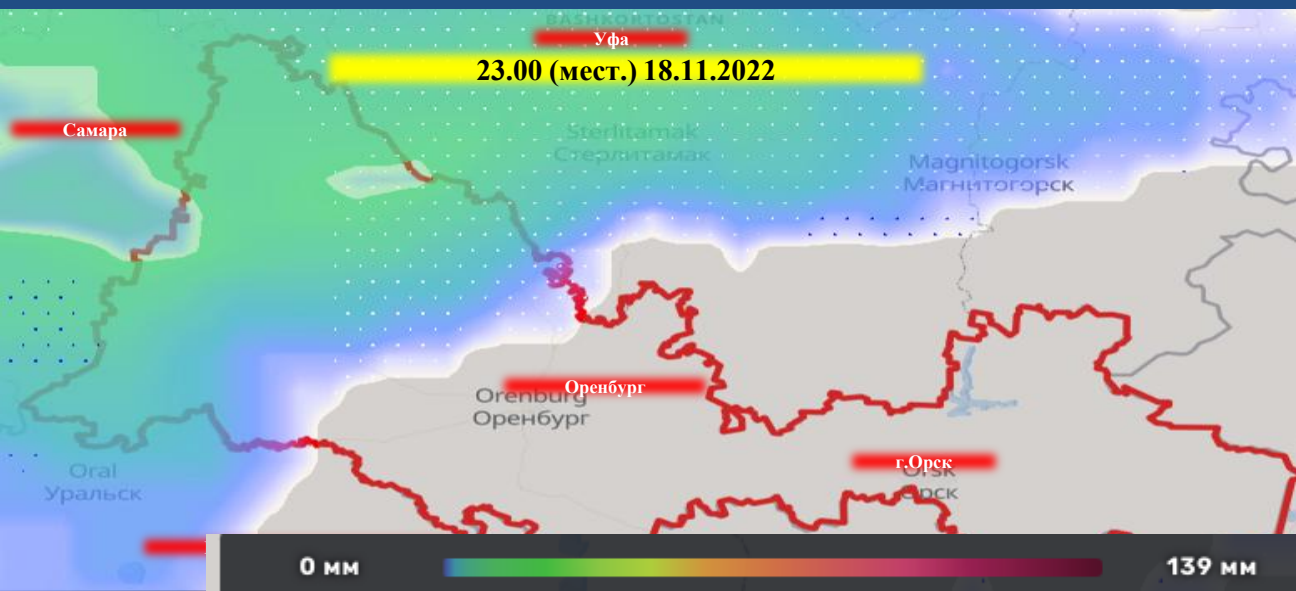 BASHKORTOSTAN
Уфа
23.00 (мест.) 18.11.2022
Самара
Sterlitamak
Стерлитамак
Magnitogorsk
Магнитогорск
Orenburg
Оренбург
Оренбург
г.Орск
Orsk
Орск
Oral
Уральск
0 мм
139 мм